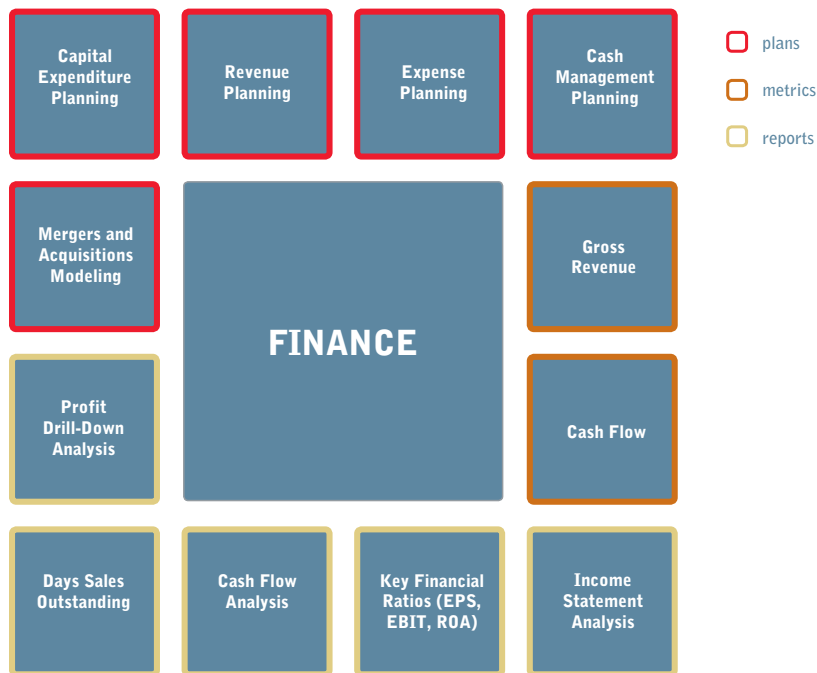 Capital
Expenditure
Planning
Revenue
Planning
Expense
Planning
Cash
Management
Planning
plans
metrics
reports
Mergers and
Acquisitions
Modeling
Gross
Revenue
FINANCE
Profit
Drill-Down
Analysis
Cash Flow
Days Sales
Outstanding
Cash Flow
Analysis
Key Financial
Ratios (EPS,
EBIT, ROA)
Income
Statement
Analysis